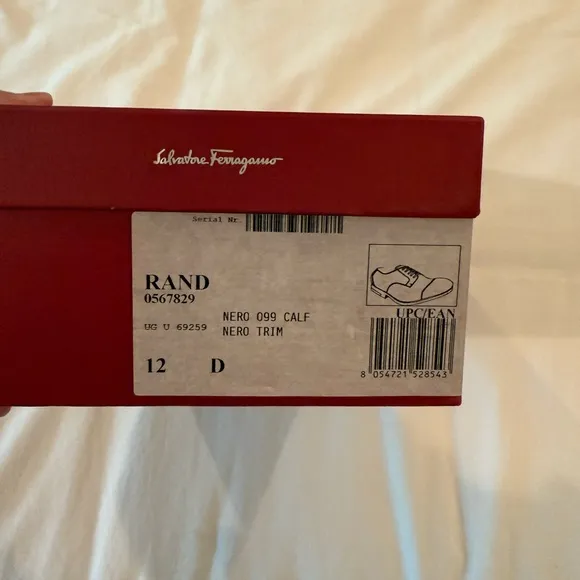 Salvatore Ferragamo
Serial Nr.
RAND
0567829
NERO 099 CALF
UG U 69259
NERO TRIM
12 D
UPC/EAN
8 054721 528543